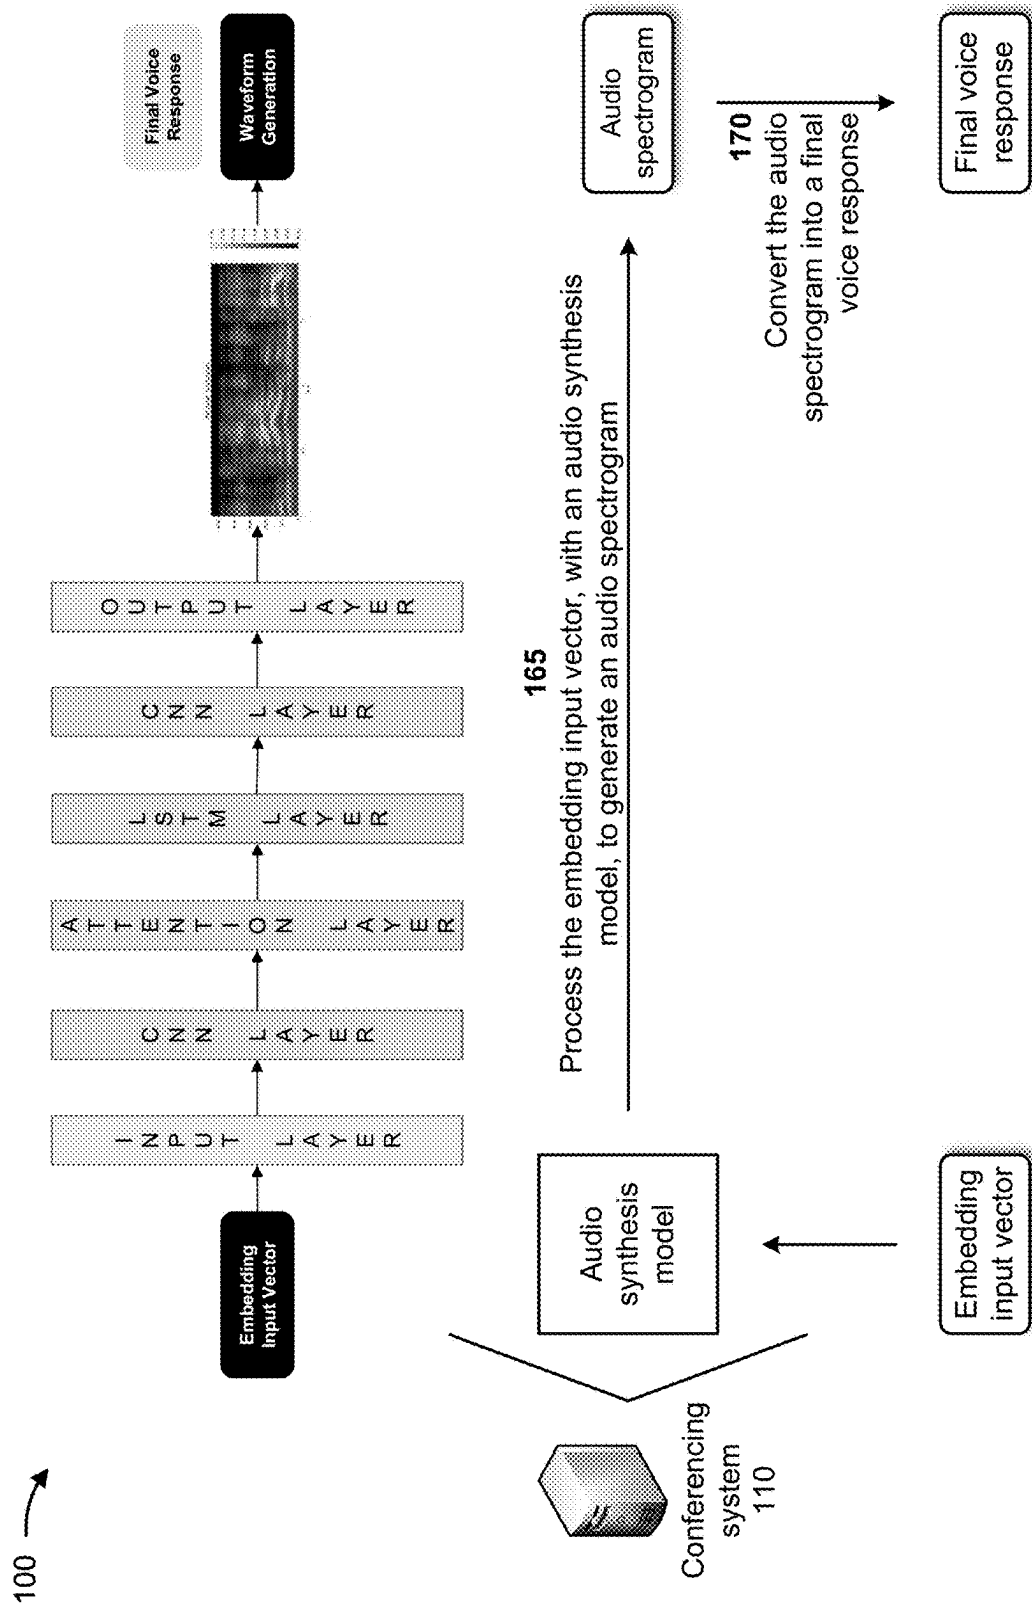 100
Embedding
Input Vector
INPUT LAYER
CNN LAYER
ATTENTION LAYER
LSTM LAYER
CNN LAYER
OUTPUT LAYER
Waveform
Generation
Final Voice
Response
Conferencing
system
110
Audio
synthesis
model
Embedding
input vector
165
Process the embedding input vector, with an audio synthesis
model, to generate an audio spectrogram
Audio
spectrogram
170
Convert the audio
spectrogram into a final
voice response
Final voice
response